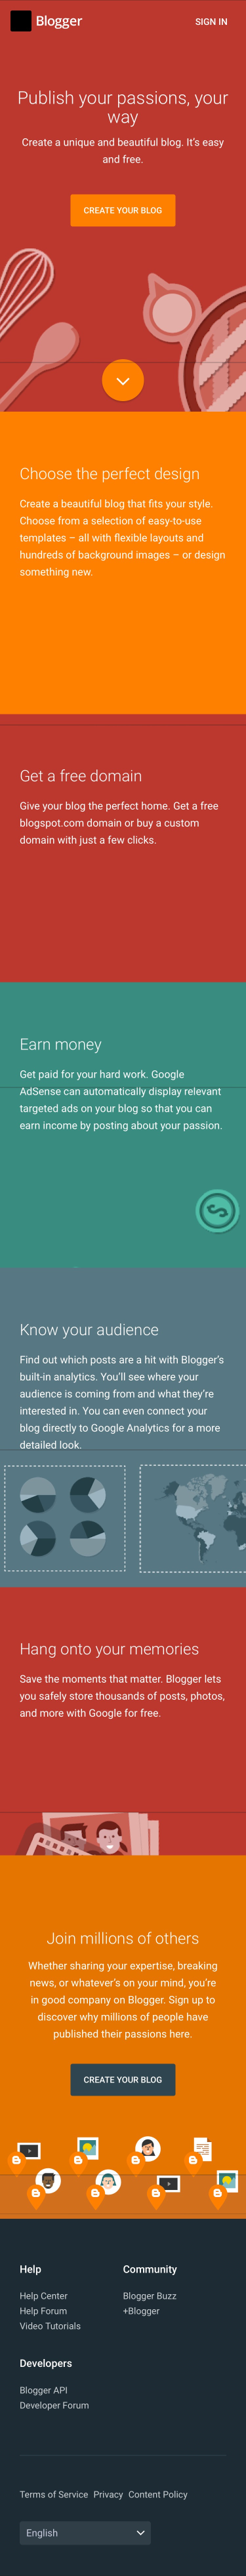 Blogger
SIGN IN
Publish your passions, your
way
Create a unique and beautiful blog. It’s easy
and free.
CREATE YOUR BLOG
Choose the perfect design
Create a beautiful blog that fits your style.
Choose from a selection of easy-to-use
templates – all with flexible layouts and
hundreds of background images – or design
something new.
Get a free domain
Give your blog the perfect home. Get a free
blogspot.com domain or buy a custom
domain with just a few clicks.
Earn money
Get paid for your hard work. Google
AdSense can automatically display relevant
targeted ads on your blog so that you can
earn income by posting about your passion.
Know your audience
Find out which posts are a hit with Blogger’s
built-in analytics. You’ll see where your
audience is coming from and what they’re
interested in. You can even connect your
blog directly to Google Analytics for a more
detailed look.
Hang onto your memories
Save the moments that matter. Blogger lets
you safely store thousands of posts, photos,
and more with Google for free.
Join millions of others
Whether sharing your expertise, breaking
news, or whatever’s on your mind, you’re
in good company on Blogger. Sign up to
discover why millions of people have
published their passions here.
CREATE YOUR BLOG
Help
Help Center
Help Forum
Video Tutorials
Community
Blogger Buzz
+Blogger
Developers
Blogger API
Developer Forum
Terms of Service Privacy Content Policy
English